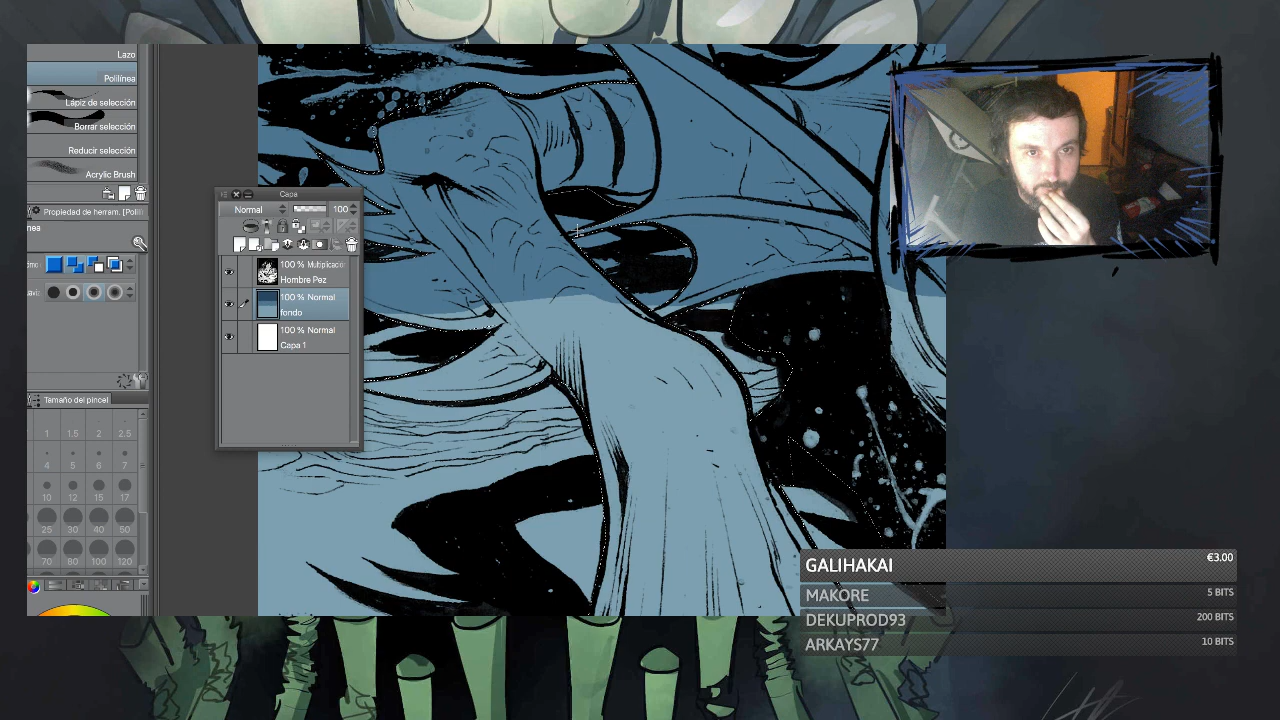 Lazo
Polilínea
Lápiz de selección
Borrar selección
Reducir selección
Acrylic Brush
Propiedad de herram. [Poli
nea
Tamaño del pincel
1 1.5 2 2.5
4 5 6 7
10 12 15 17
25 30 40 50
70 80 100 120
Capa
Normal 100
100 % Multiplicació
Hombre Pez
100 % Normal
fondo
100 % Normal
Capa 1
GALIHAKAI €3.00
MAKORE 5 BITS
DEKUPROD93 200 BITS
ARKAYS77 10 BITS